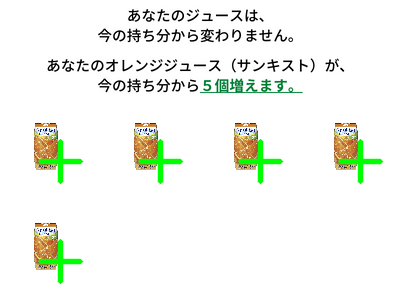 あなたのジュースは、
今の持ち分から変わりません。
あなたのオレンジジュース（サンキスト）が、
今の持ち分から５個増えます。